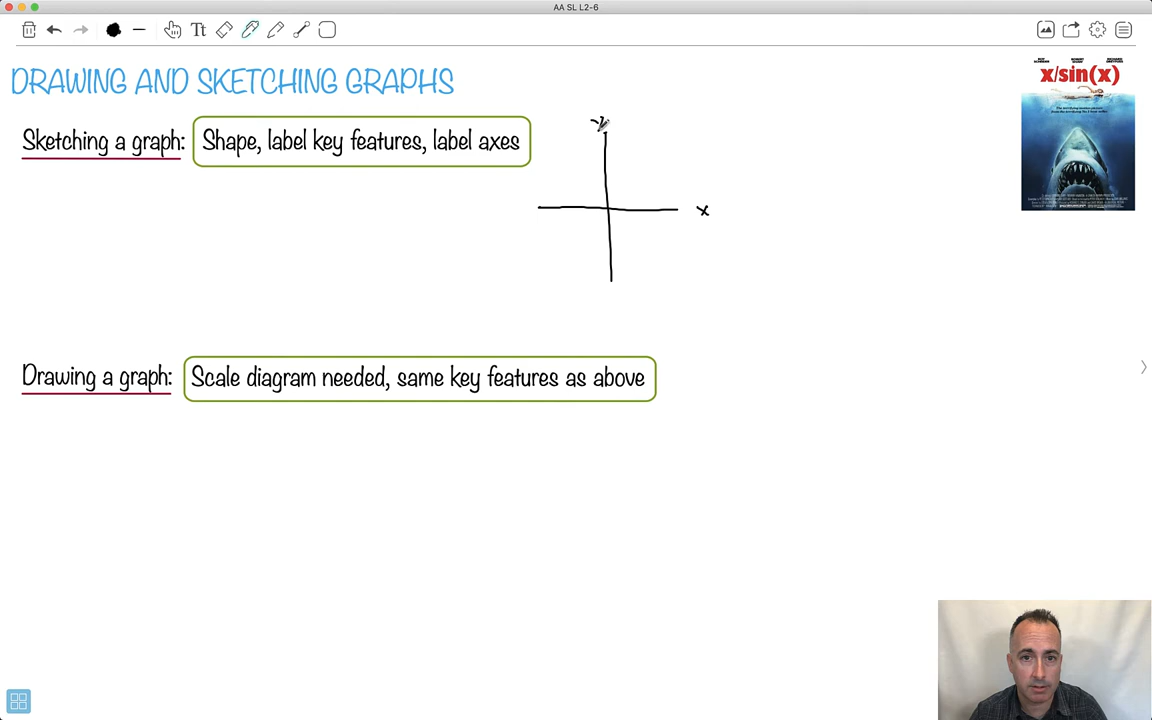 AA SL L2-6
Tt
DRAWING AND SKETCHING GRAPHS
x/sin(x)
Sketching a graph: Shape, label key features, label axes
x
Drawing a graph: Scale diagram needed, same key features as above